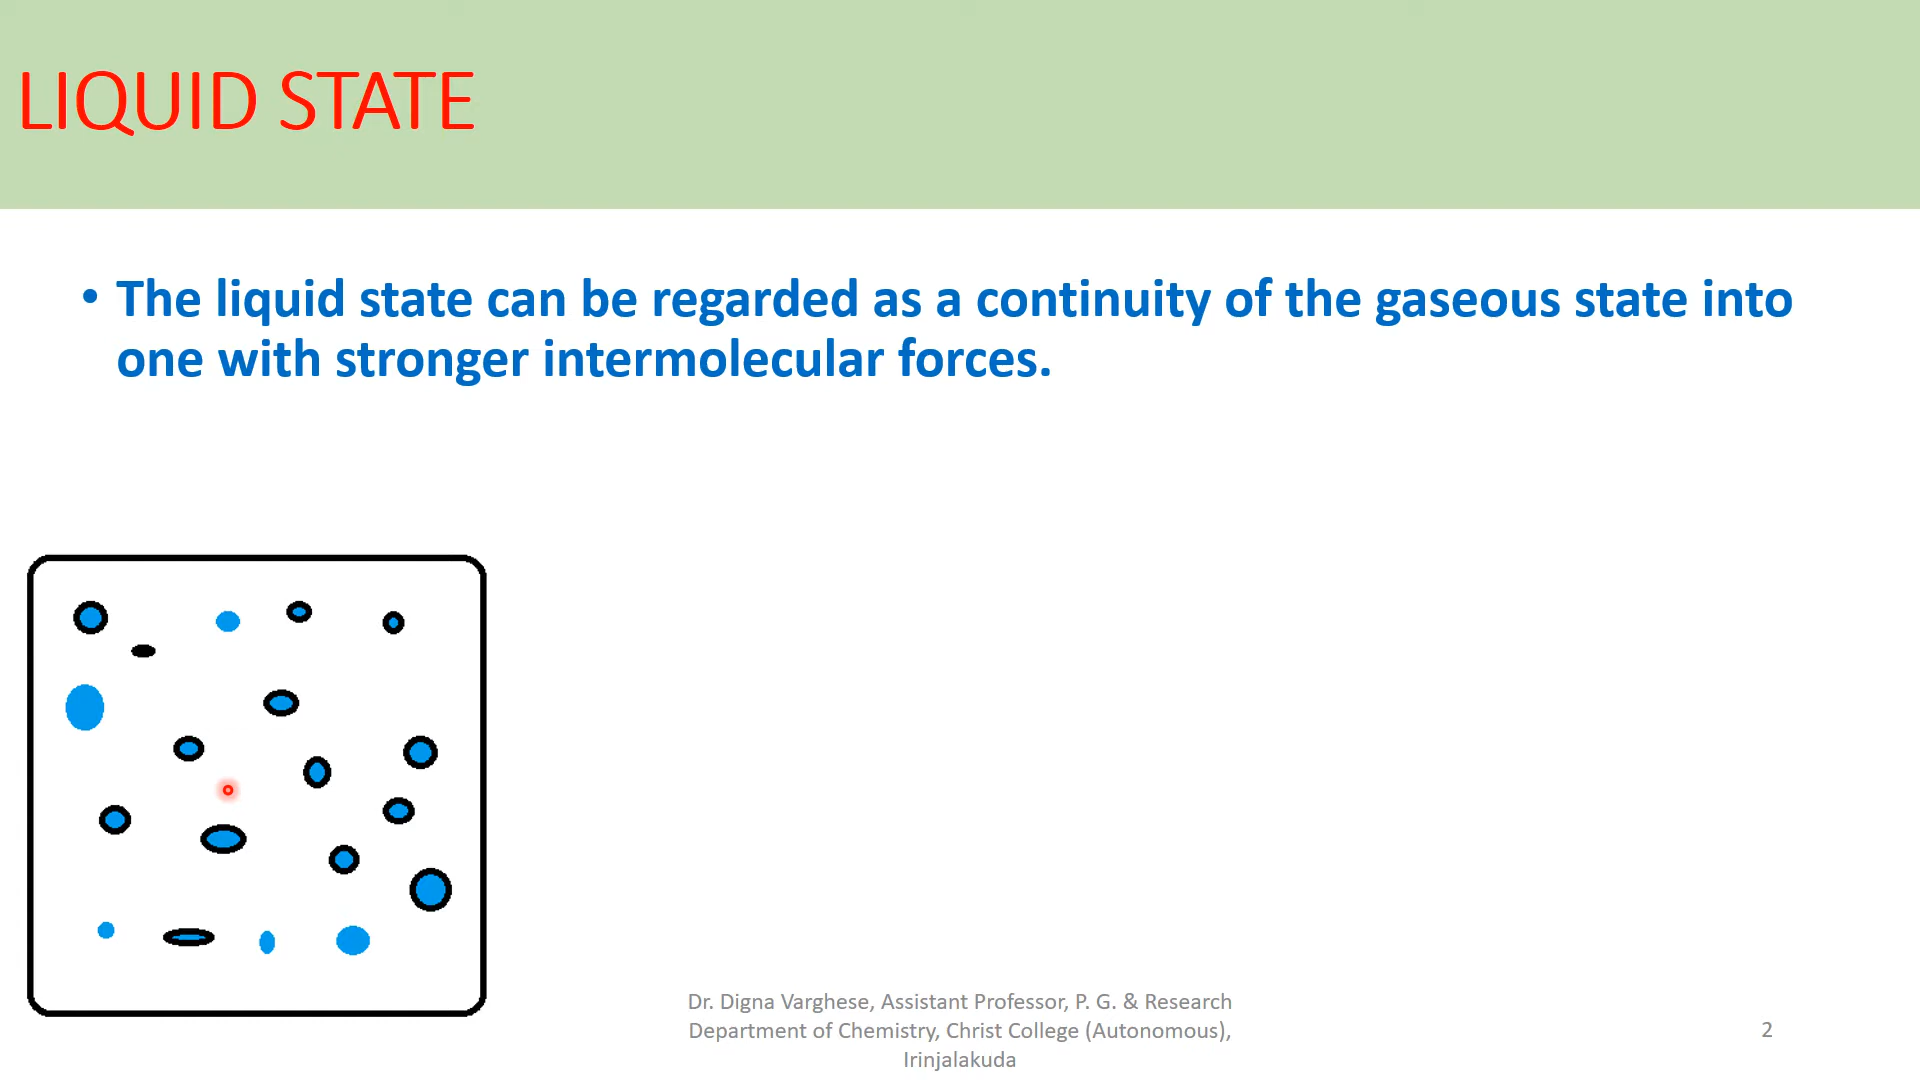 LIQUID STATE
• The liquid state can be regarded as a continuity of the gaseous state into
one with stronger intermolecular forces.
Dr. Digna Varghese, Assistant Professor, P. G. & Research
Department of Chemistry, Christ College (Autonomous),
Irinjalakuda
2